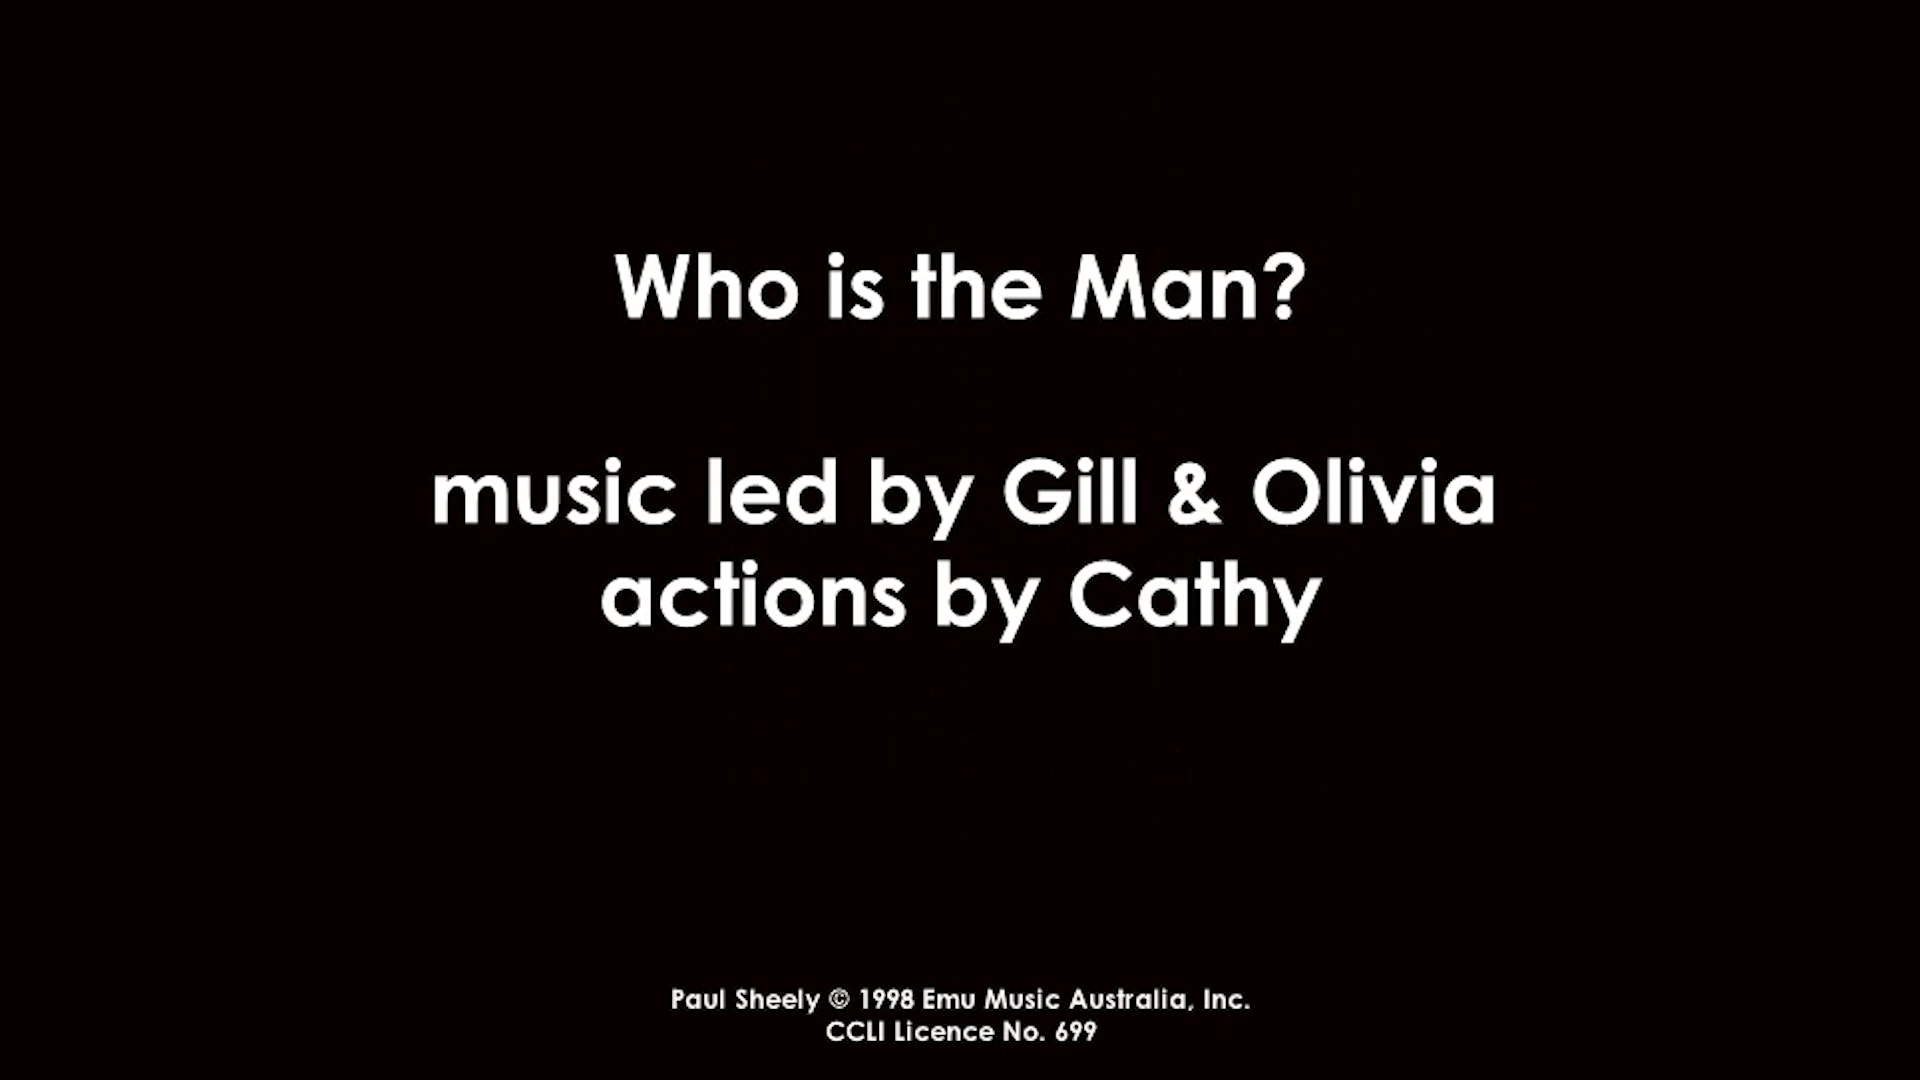 Who is the Man?
music led by Gill & Olivia
actions by Cathy
Paul Sheely © 1998 Emu Music Australia, Inc.
CCLI Licence No. 699